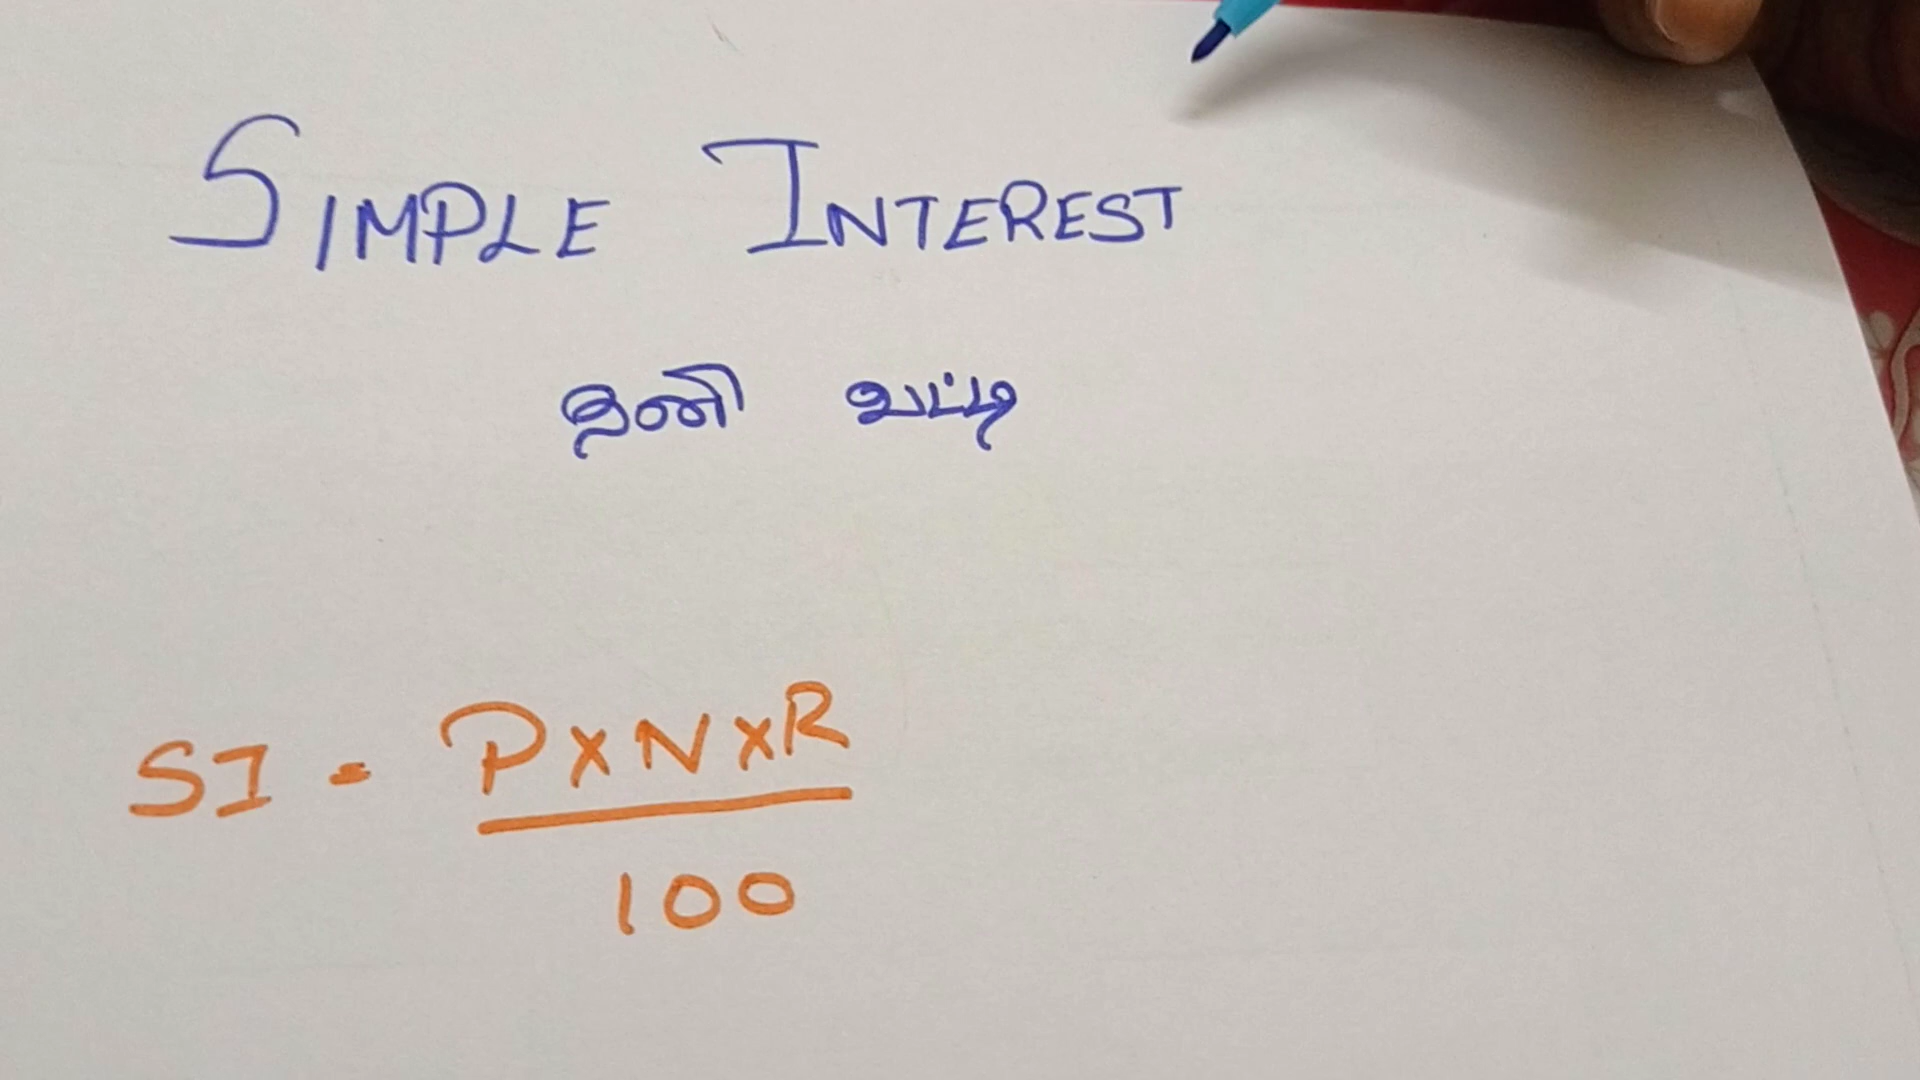 SIMPLE INTEREST
தனி வட்டி
SI = P×N×R
100